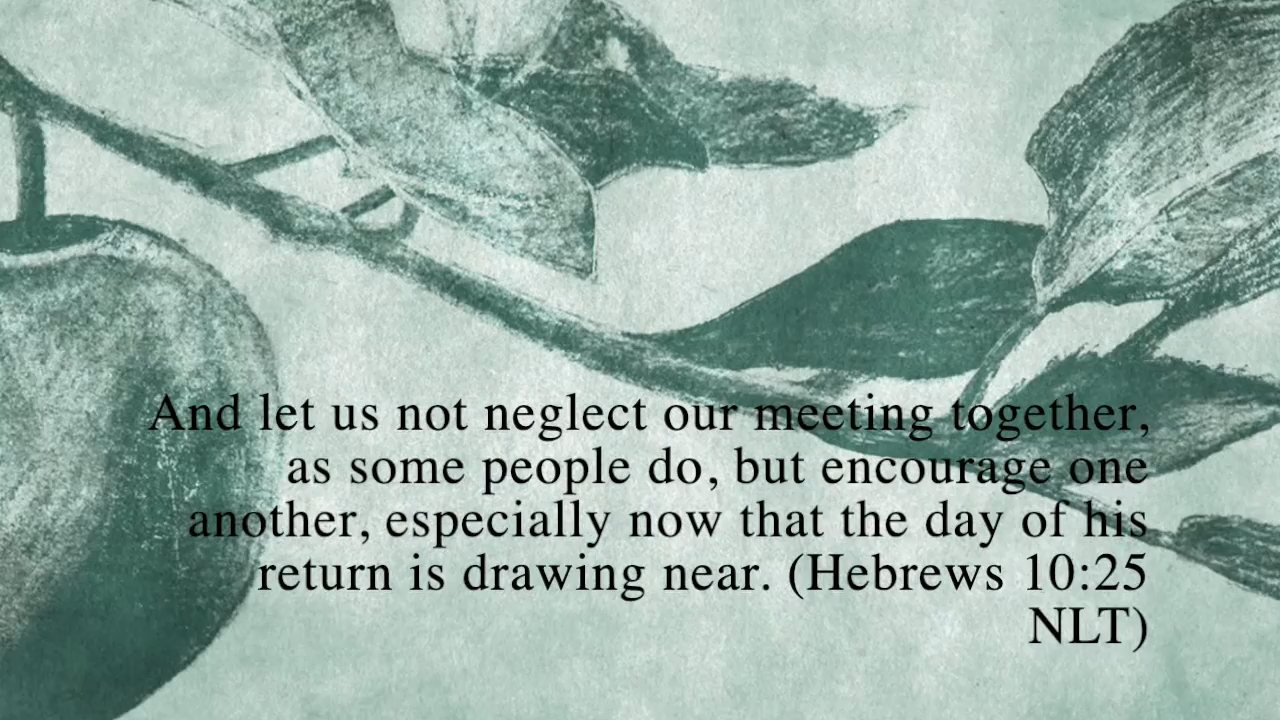 And let us not neglect our meeting together,
as some people do, but encourage one
another, especially now that the day of his
return is drawing near. (Hebrews 10:25
NLT)